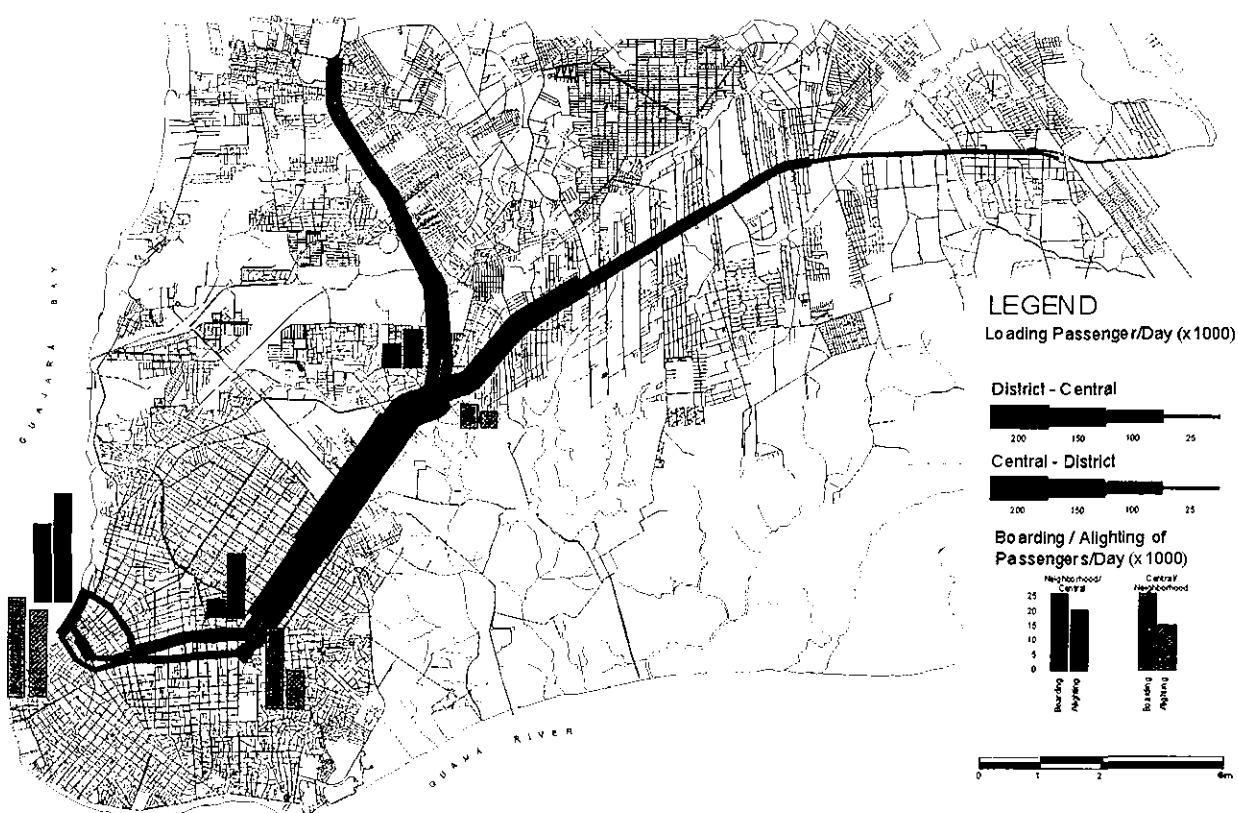 GUAJARÁ BAY
GUAMA RIVER
LEGEND
Loading Passenger/Day (x1000)
District - Central
200 150 100 25
Central - District
200 150 100 25
Boarding / Alighting of
Passengers/Day (x1000)
Neighborhood/
Central
Central/
Neighborhood
25
20
15
10
5
0
Boarding
Alighting
Boarding
Alighting
0 1 2